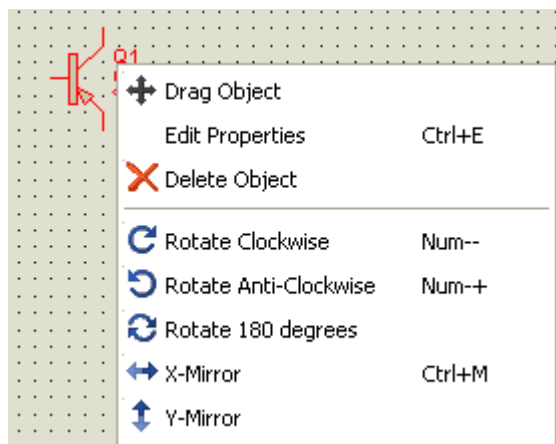 Q1
Drag Object
Edit Properties Ctrl+E
Delete Object
Rotate Clockwise Num--
Rotate Anti-Clockwise Num-+
Rotate 180 degrees
X-Mirror Ctrl+M
Y-Mirror